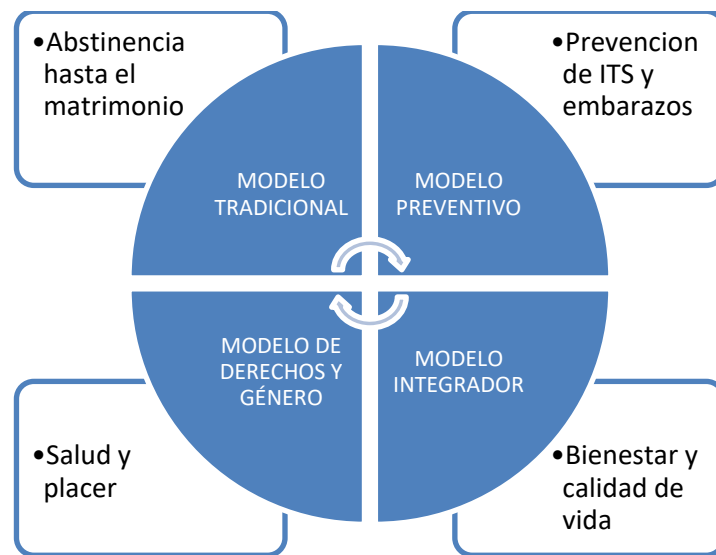 •Abstinencia
hasta el
matrimonio
•Prevencion
de ITS y
embarazos
MODELO
TRADICIONAL
MODELO
PREVENTIVO
MODELO DE
DERECHOS Y
GÉNERO
MODELO
INTEGRADOR
•Salud y
placer
•Bienestar y
calidad de
vida